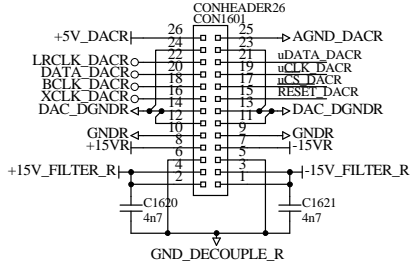 CONHEADER26
CON1601
+5V_DACR 26 25 AGND_DACR
24 23
LRCLK_DACR 22 21 uDATA_DACR
DATA_DACR 20 19 uCLK_DACR
BCLK_DACR 18 17 uCS_DACR
XCLK_DACR 16 15 RESET_DACR
DAC_DGNDR 14 13 DAC_DGNDR
12 11
GNDR 10 9 GNDR
+15VR 8 7 -15VR
6 5
+15V_FILTER_R 4 3 -15V_FILTER_R
2 1
C1620 C1621
4n7 4n7
GND_DECOUPLE_R